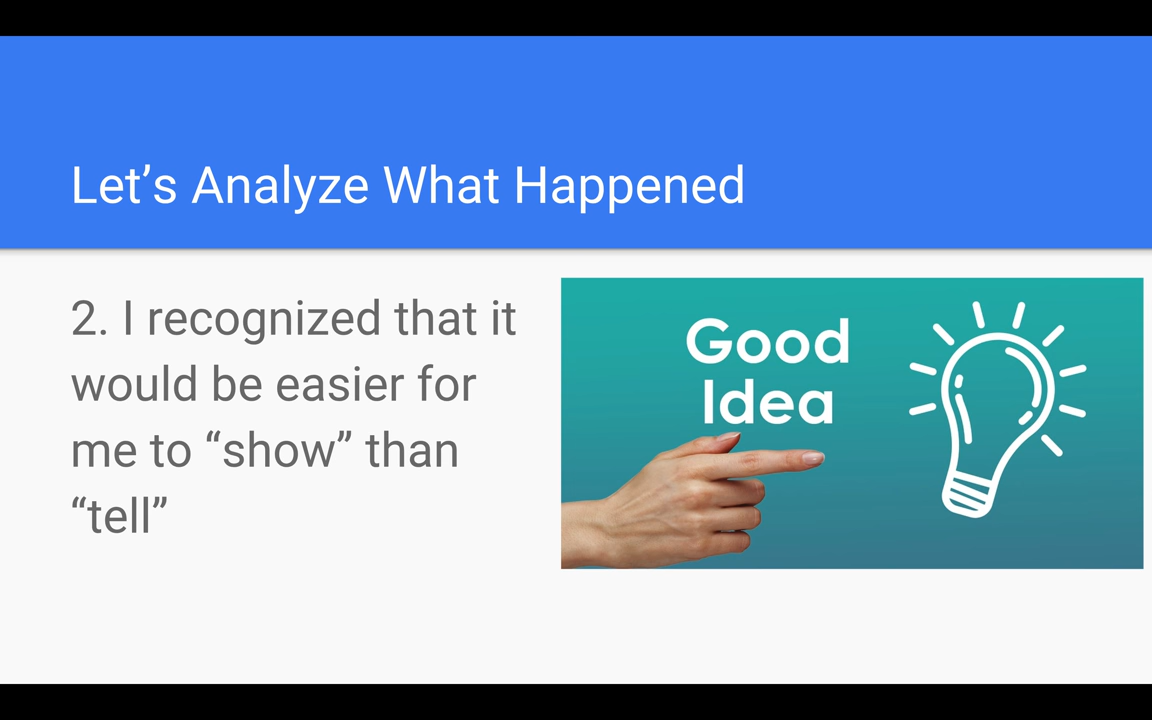 Let’s Analyze What Happened
2. I recognized that it
would be easier for
me to “show” than
“tell”
Good
Idea